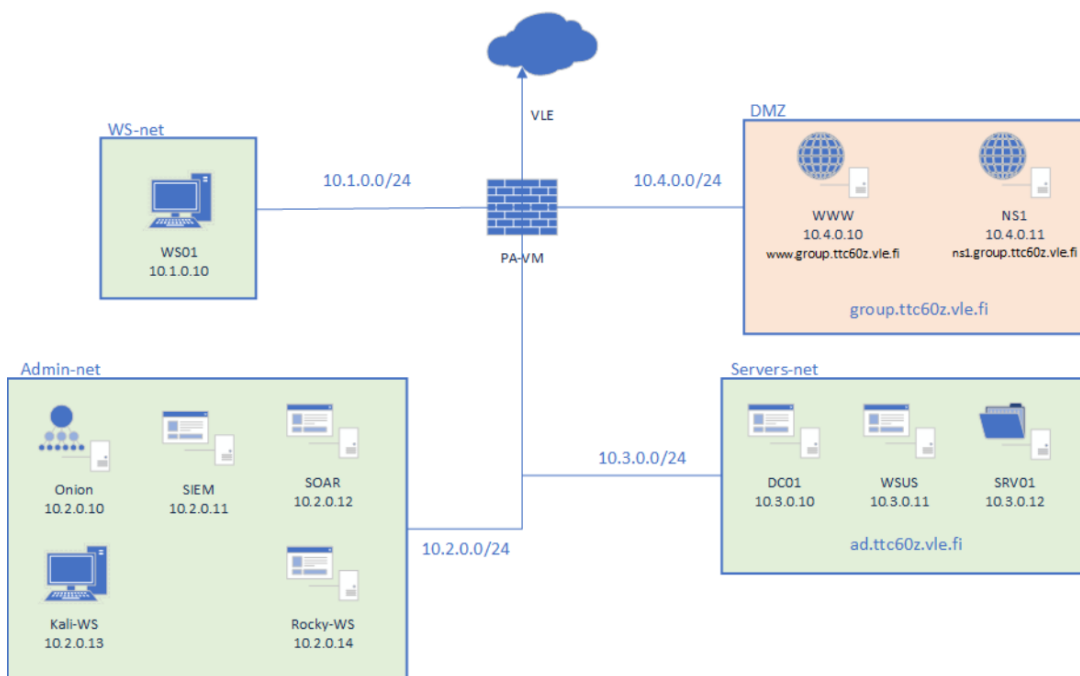 VLE
WS-net
WS01
10.1.0.10
10.1.0.0/24
PA-VM
10.4.0.0/24
DMZ
WWW
10.4.0.10
www.group.ttc60z.vle.fi
NS1
10.4.0.11
ns1.group.ttc60z.vle.fi
group.ttc60z.vle.fi
Admin-net
Onion
10.2.0.10
SIEM
10.2.0.11
SOAR
10.2.0.12
Kali-WS
10.2.0.13
Rocky-WS
10.2.0.14
10.2.0.0/24
10.3.0.0/24
Servers-net
DC01
10.3.0.10
WSUS
10.3.0.11
SRV01
10.3.0.12
ad.ttc60z.vle.fi